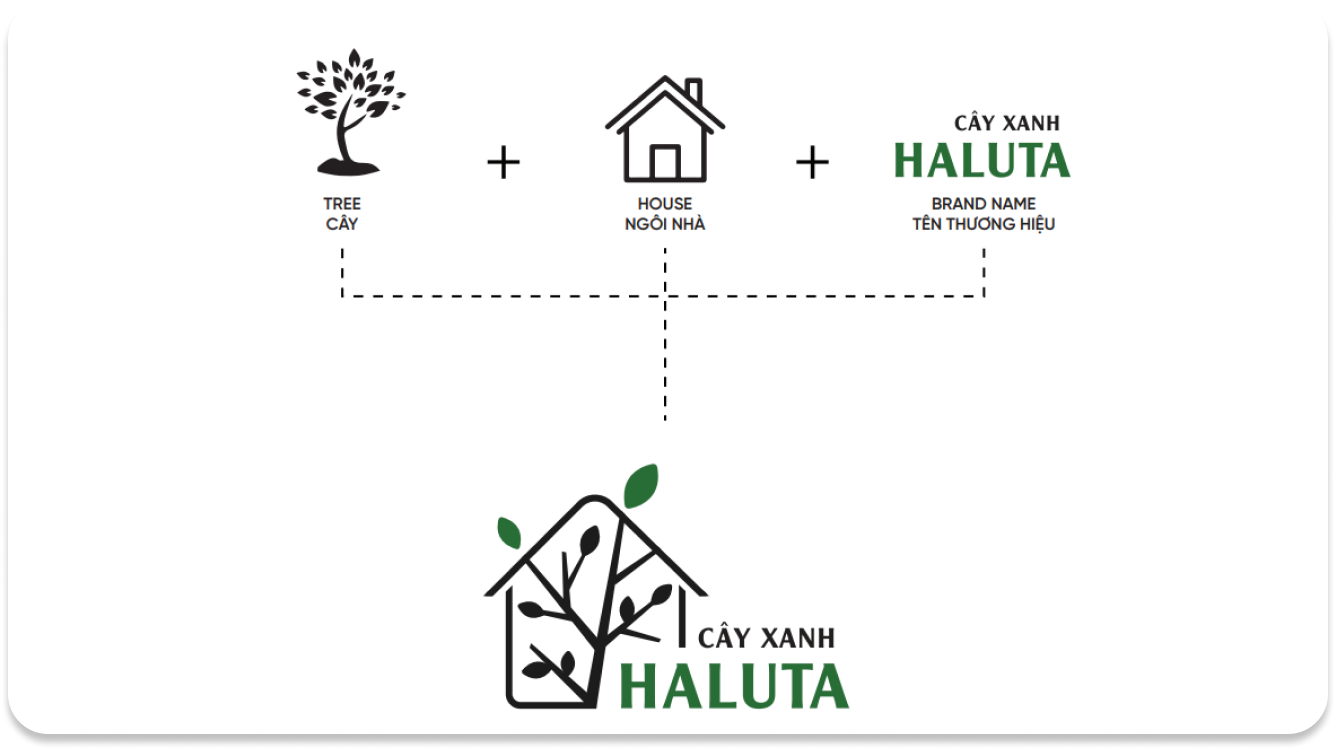 CÂY XANH
HALUTA
TREE
CÂY
HOUSE
NGÔI NHÀ
BRAND NAME
TÊN THƯƠNG HIỆU
CÂY XANH
HALUTA